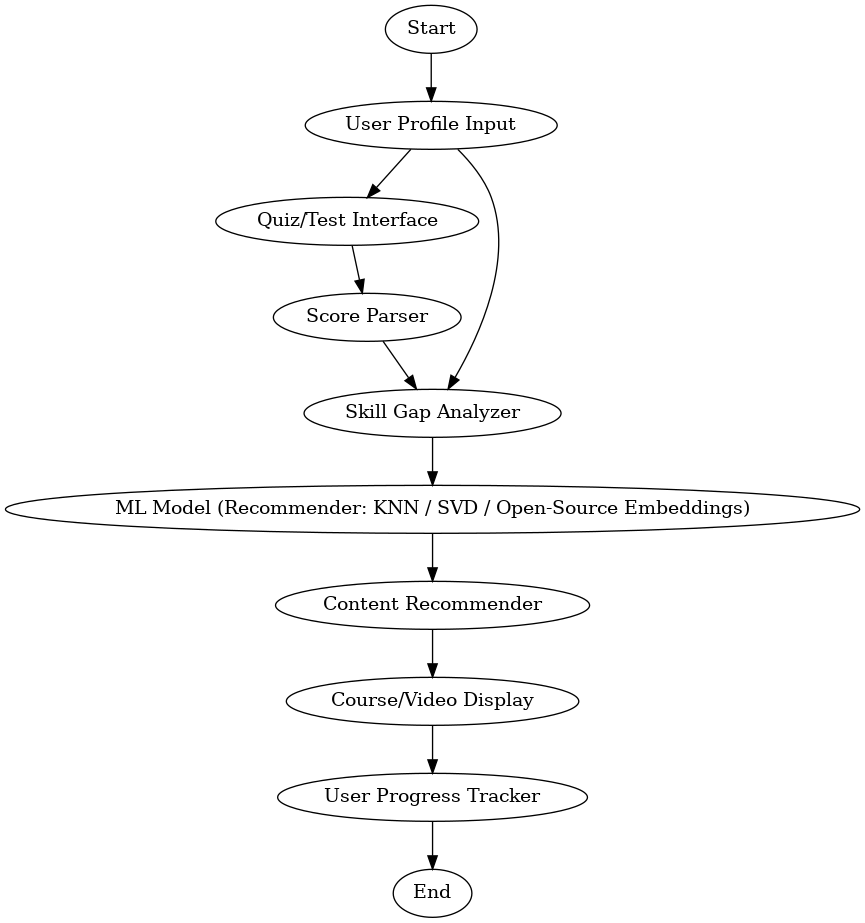 Start
User Profile Input
Quiz/Test Interface
Score Parser
Skill Gap Analyzer
ML Model (Recommender: KNN / SVD / Open-Source Embeddings)
Content Recommender
Course/Video Display
User Progress Tracker
End